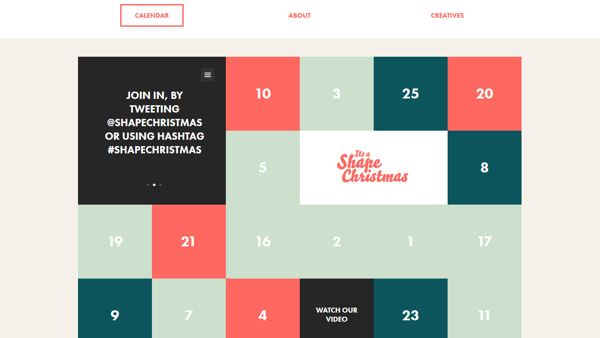 CALENDAR
ABOUT
CREATIVES
JOIN IN, BY
TWEETING
@SHAPECHRISTMAS
OR USING HASHTAG
#SHAPECHRISTMAS
10
3
25
20
5
Its a
Shape
Christmas
8
19
21
16
2
1
17
9
7
4
WATCH OUR
VIDEO
23
11